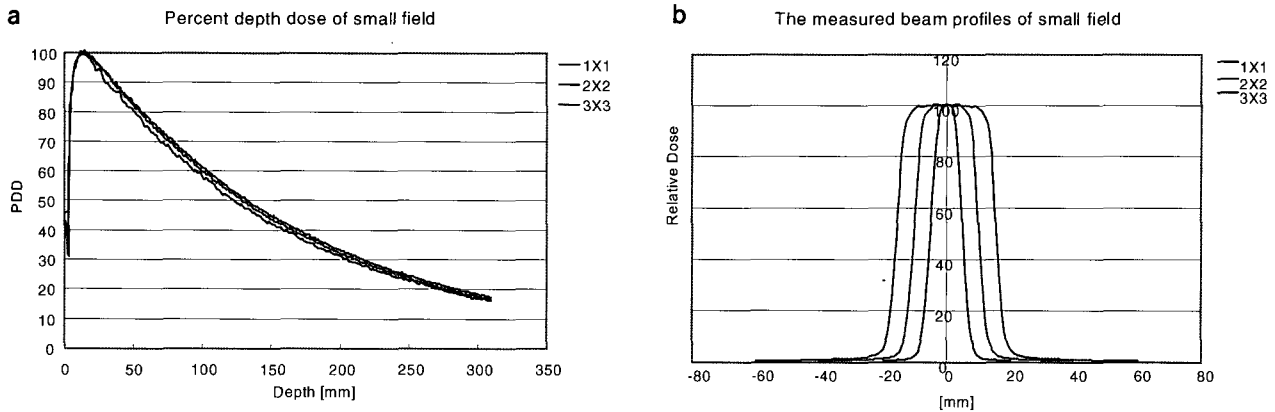 a
Percent depth dose of small field
PDD
100
90
80
70
60
50
40
30
20
10
0
0 50 100 150 200 250 300 350
Depth [mm]
1X1
2X2
3X3
b
The measured beam profiles of small field
Relative Dose
120
100
80
60
40
20
0
-80 -60 -40 -20 0 20 40 60 80
[mm]
1X1
2X2
3X3